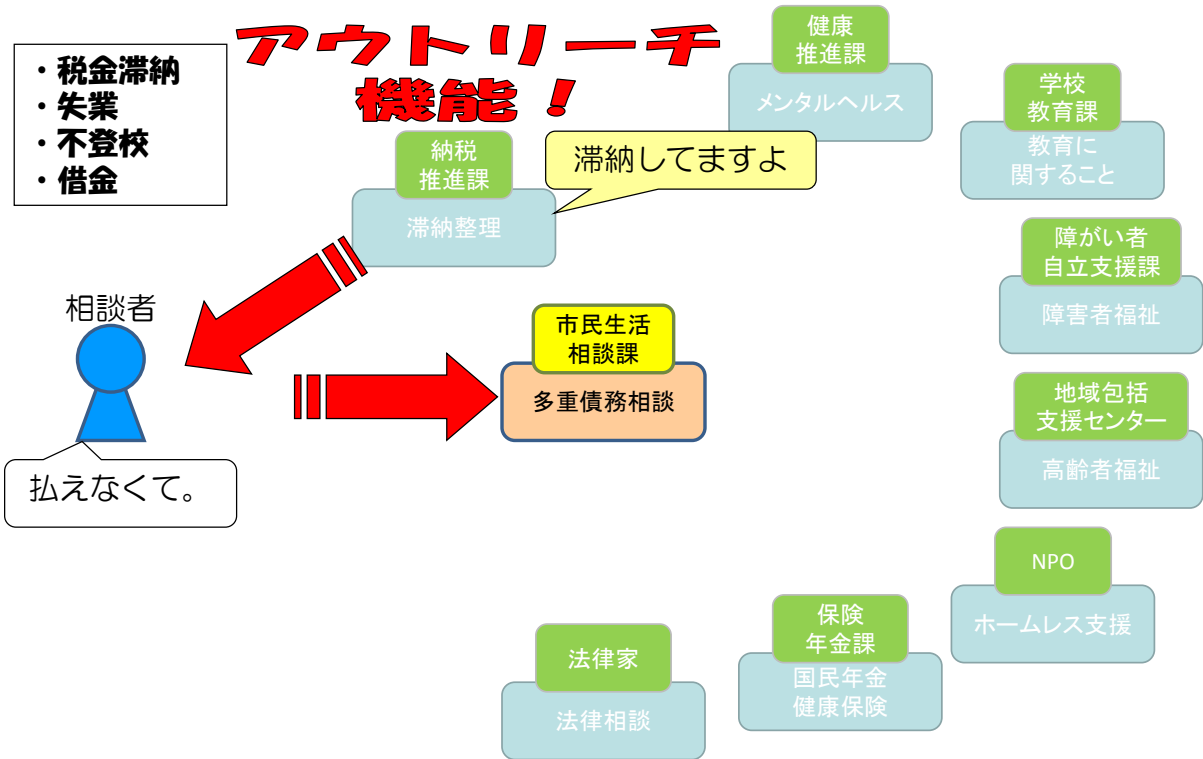 アウトリーチ
機能！
・税金滞納
・失業
・不登校
・借金
健康
推進課
メンタルヘルス
学校
教育課
教育に
関すること
納税
推進課
滞納整理
滞納してますよ
障がい者
自立支援課
障害者福祉
相談者
払えなくて。
市民生活
相談課
多重債務相談
地域包括
支援センター
高齢者福祉
NPO
ホームレス支援
保険
年金課
国民年金
健康保険
法律家
法律相談